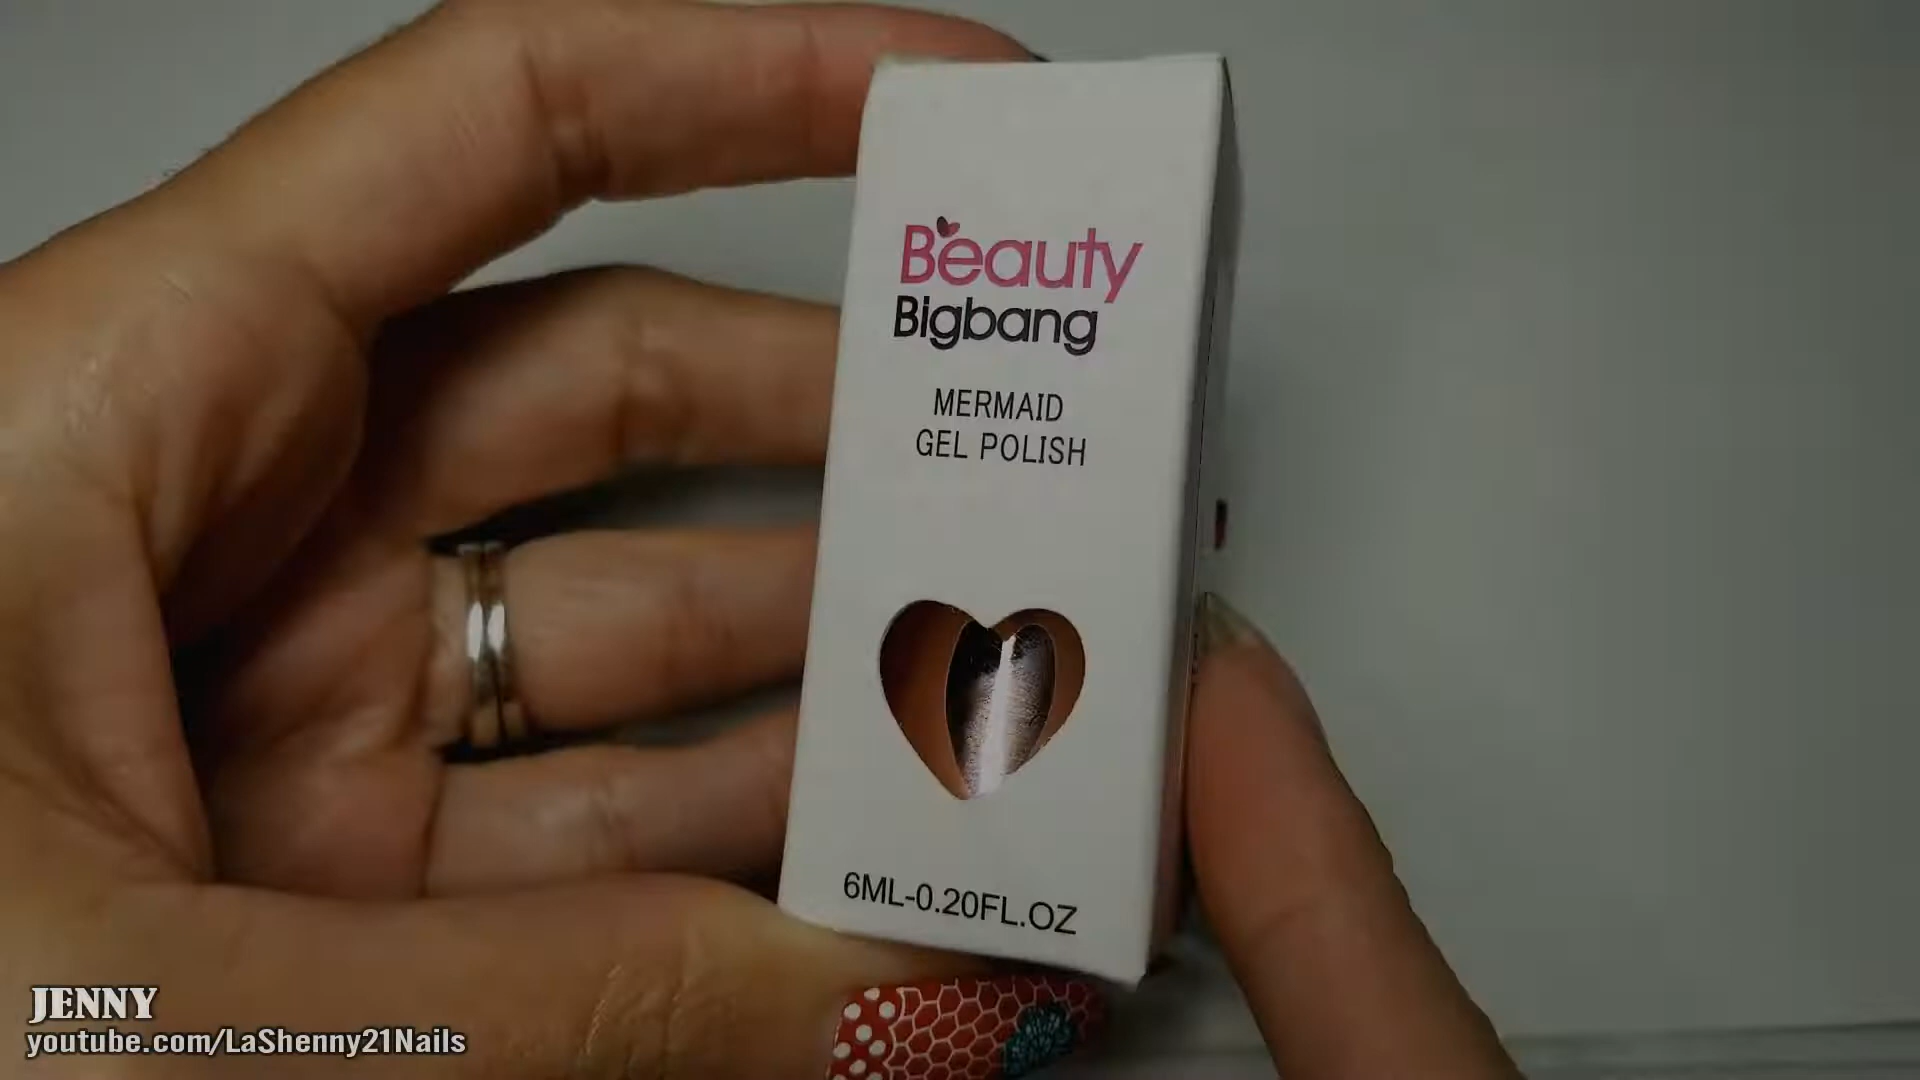 Beauty
Bigbang
MERMAID
GEL POLISH
6ML-0.20FL.OZ
JENNY
youtube.com/LaShenny21Nails